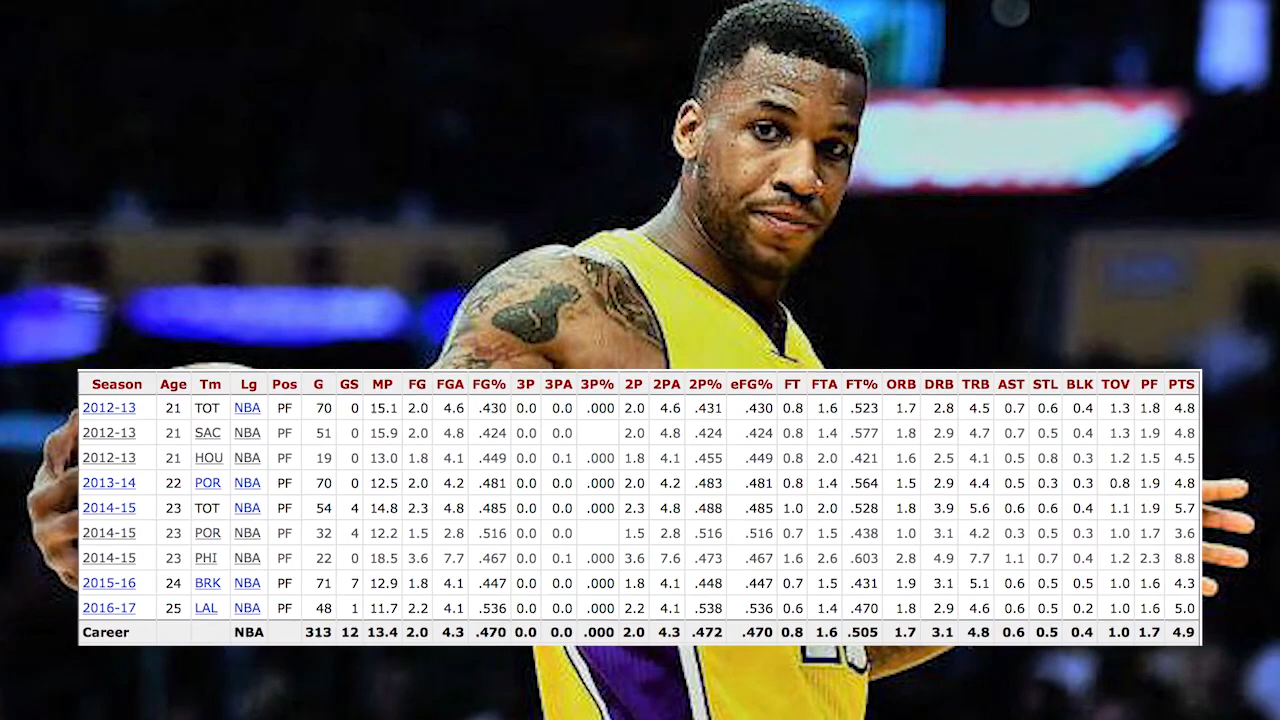 Season Age Tm Lg Pos G GS MP FG FGA FG% 3P 3PA 3P% 2P 2PA 2P% eFG% FT FTA FT% ORB DRB TRB AST STL BLK TOV PF PTS
2012-13 21 TOT NBA PF 70 0 15.1 2.0 4.6 .430 0.0 0.0 .000 2.0 4.6 .431 .430 0.8 1.6 .523 1.7 2.8 4.5 0.7 0.6 0.4 1.3 1.8 4.8
2012-13 21 SAC NBA PF 51 0 15.9 2.0 4.8 .424 0.0 0.0 2.0 4.8 .424 .424 0.8 1.4 .577 1.8 2.9 4.7 0.7 0.5 0.4 1.3 1.9 4.8
2012-13 21 HOU NBA PF 19 0 13.0 1.8 4.1 .449 0.0 0.1 .000 1.8 4.1 .455 .449 0.8 2.0 .421 1.6 2.5 4.1 0.5 0.8 0.3 1.2 1.5 4.5
2013-14 22 POR NBA PF 70 0 12.5 2.0 4.2 .481 0.0 0.0 .000 2.0 4.2 .483 .481 0.8 1.4 .564 1.5 2.9 4.4 0.5 0.3 0.3 0.8 1.9 4.8
2014-15 23 TOT NBA PF 54 4 14.8 2.3 4.8 .485 0.0 0.0 .000 2.3 4.8 .488 .485 1.0 2.0 .528 1.8 3.9 5.6 0.6 0.6 0.4 1.1 1.9 5.7
2014-15 23 POR NBA PF 32 4 12.2 1.5 2.8 .516 0.0 0.0 1.5 2.8 .516 .516 0.7 1.5 .438 1.0 3.1 4.2 0.3 0.5 0.3 1.0 1.7 3.6
2014-15 23 PHI NBA PF 22 0 18.5 3.6 7.7 .467 0.0 0.1 .000 3.6 7.6 .473 .467 1.6 2.6 .603 2.8 4.9 7.7 1.1 0.7 0.4 1.2 2.3 8.8
2015-16 24 BRK NBA PF 71 7 12.9 1.8 4.1 .447 0.0 0.0 .000 1.8 4.1 .448 .447 0.7 1.5 .431 1.9 3.1 5.1 0.6 0.5 0.5 1.0 1.6 4.3
2016-17 25 LAL NBA PF 48 1 11.7 2.2 4.1 .536 0.0 0.0 .000 2.2 4.1 .538 .536 0.6 1.4 .470 1.8 2.9 4.6 0.6 0.5 0.2 1.0 1.6 5.0
Career NBA 313 12 13.4 2.0 4.3 .470 0.0 0.0 .000 2.0 4.3 .472 .470 0.8 1.6 .505 1.7 3.1 4.8 0.6 0.5 0.4 1.0 1.7 4.9